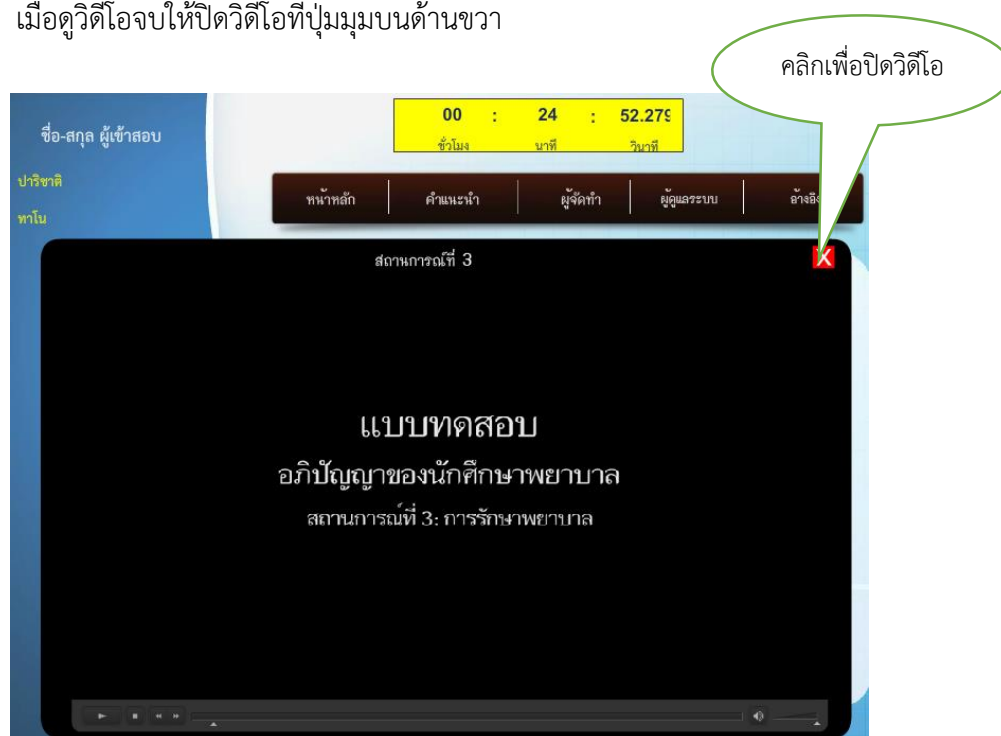 เมื่อดูวิดีโอจบให้ปิดวิดีโอที่ปุ่มมุมบนด้านขวา
คลิกเพื่อปิดวิดีโอ
00 : 24 : 52.279
ชั่วโมง นาที วินาที
ชื่อ-สกุล ผู้เข้าสอบ
ปาริชาติ
ทาโน
หน้าหลัก คำแนะนำ ผู้จัดทำ ผู้ดูแลระบบ
สถานการณ์ที่ 3
X
แบบทดสอบ
อภิปัญญาของนักศึกษาพยาบาล
สถานการณ์ที่ 3: การรักษาพยาบาล